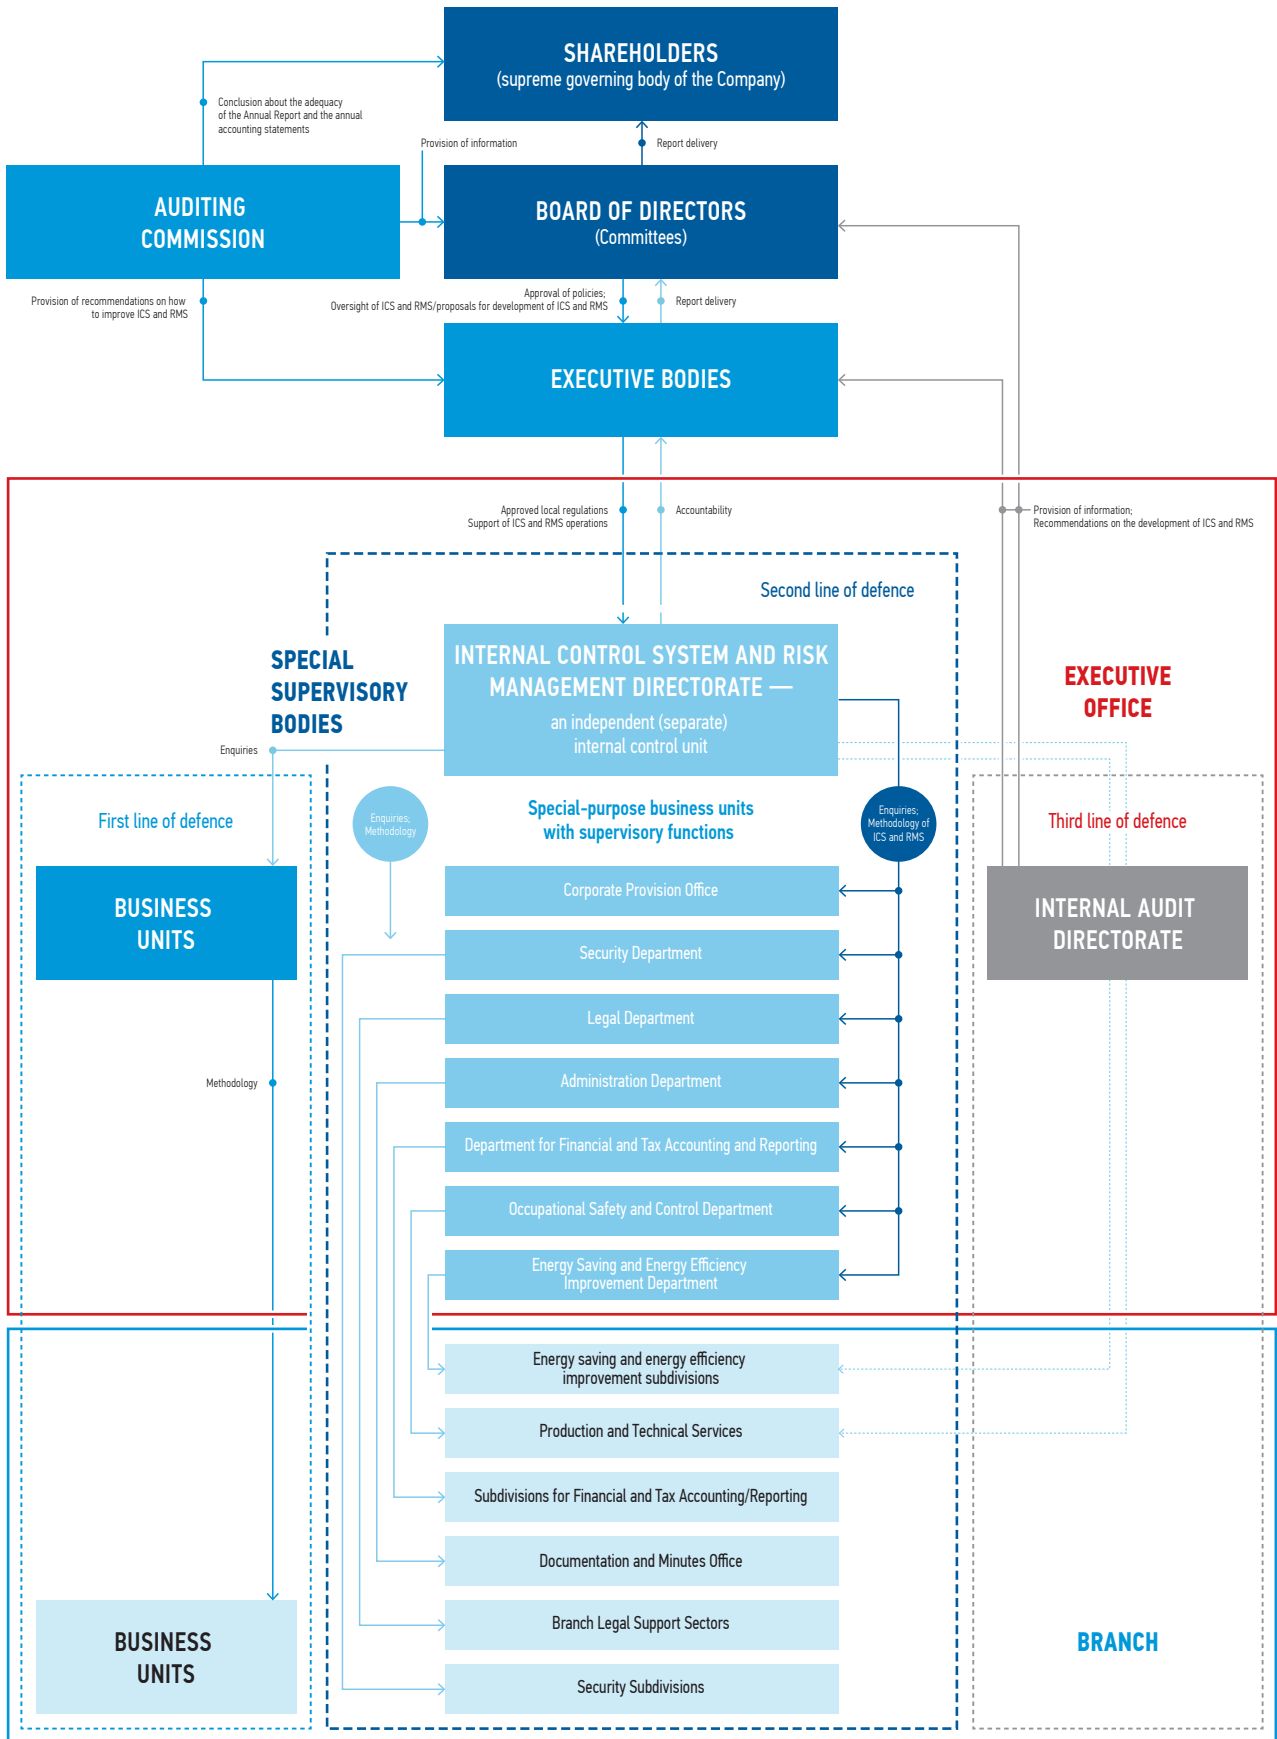 SHAREHOLDERS
(supreme governing body of the Company)
Conclusion about the adequacy
of the Annual Report and the annual
accounting statements
Provision of information
Report delivery
AUDITING
COMMISSION
BOARD OF DIRECTORS
(Committees)
Provision of recommendations on how
to improve ICS and RMS
Approval of policies;
Oversight of ICS and RMS/proposals for development of ICS and RMS
Report delivery
EXECUTIVE BODIES
Approved local regulations
Support of ICS and RMS operations
Accountability
Provision of information;
Recommendations on the development of ICS and RMS
Second line of defence
SPECIAL
SUPERVISORY
BODIES
INTERNAL CONTROL SYSTEM AND RISK
MANAGEMENT DIRECTORATE —
an independent (separate)
internal control unit
EXECUTIVE
OFFICE
Enquiries
First line of defence
Enquiries;
Methodology
Special-purpose business units
with supervisory functions
Enquiries;
Methodology of
ICS and RMS
Third line of defence
BUSINESS
UNITS
Corporate Provision Office
Security Department
Legal Department
Administration Department
Department for Financial and Tax Accounting and Reporting
Occupational Safety and Control Department
Energy Saving and Energy Efficiency
Improvement Department
INTERNAL AUDIT
DIRECTORATE
Methodology
Energy saving and energy efficiency
improvement subdivisions
Production and Technical Services
Subdivisions for Financial and Tax Accounting/Reporting
Documentation and Minutes Office
Branch Legal Support Sectors
Security Subdivisions
BUSINESS
UNITS
BRANCH